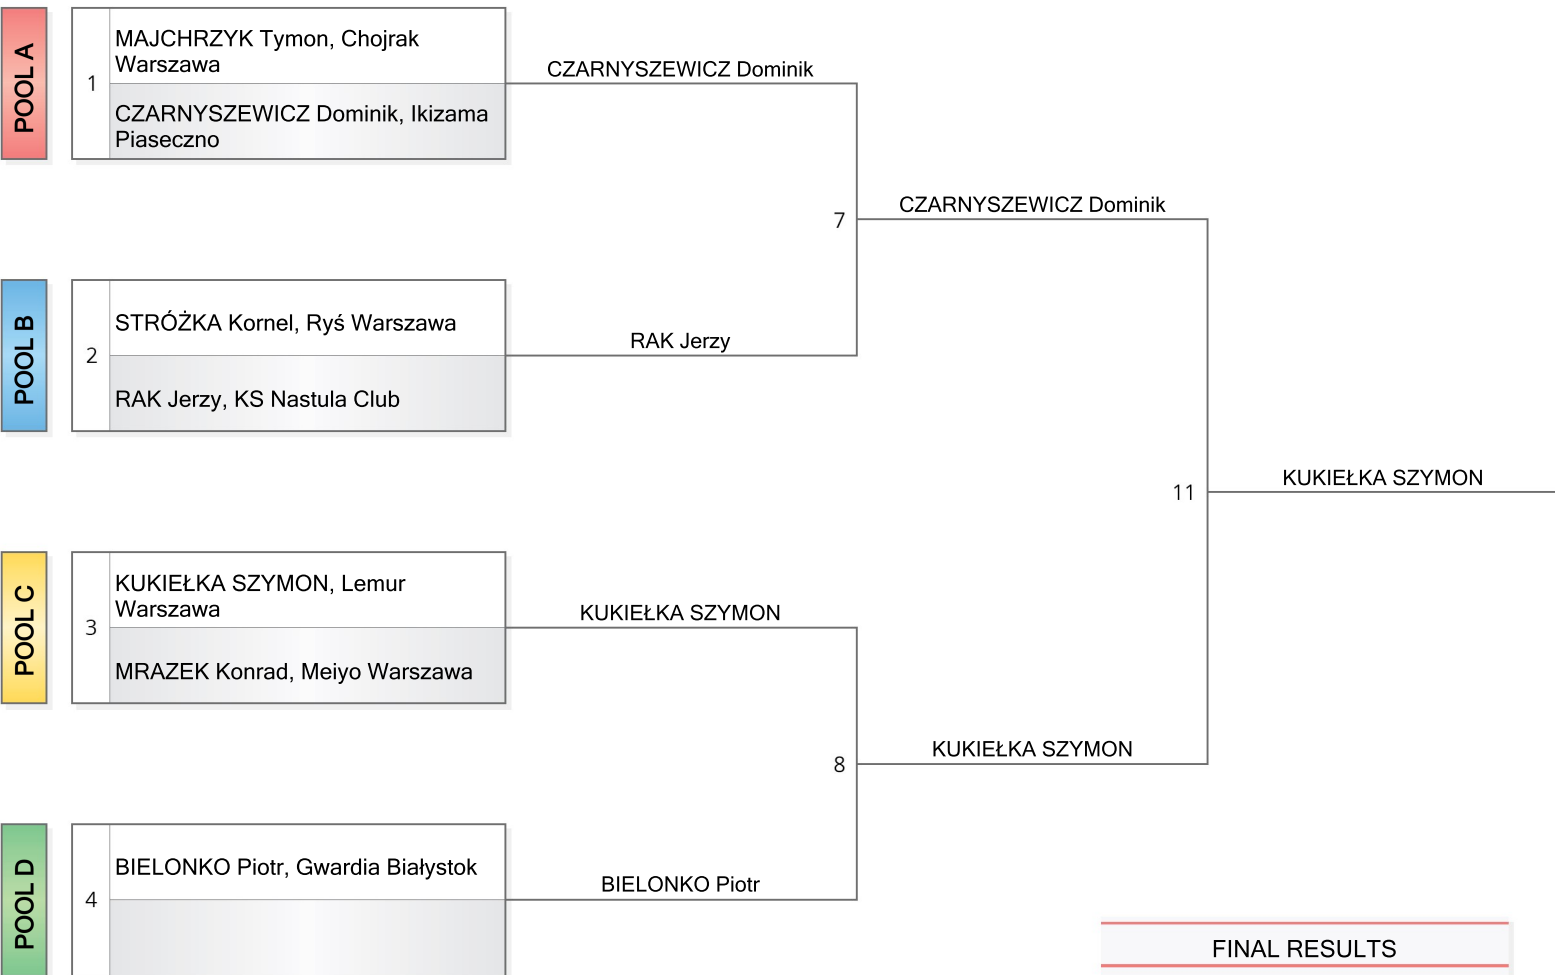 POOL A
1
MAJCHRZYK Tymon, Chojrak
Warszawa
CZARNYSZEWICZ Dominik, Ikizama
Piaseczno
CZARNYSZEWICZ Dominik
7
CZARNYSZEWICZ Dominik
POOL B
2
STRÓŻKA Kornel, Ryś Warszawa
RAK Jerzy, KS Nastula Club
RAK Jerzy
11
KUKIEŁKA SZYMON
POOL C
3
KUKIEŁKA SZYMON, Lemur
Warszawa
MRAZEK Konrad, Meiyo Warszawa
KUKIEŁKA SZYMON
8
KUKIEŁKA SZYMON
POOL D
4
BIELONKO Piotr, Gwardia Białystok
BIELONKO Piotr
FINAL RESULTS